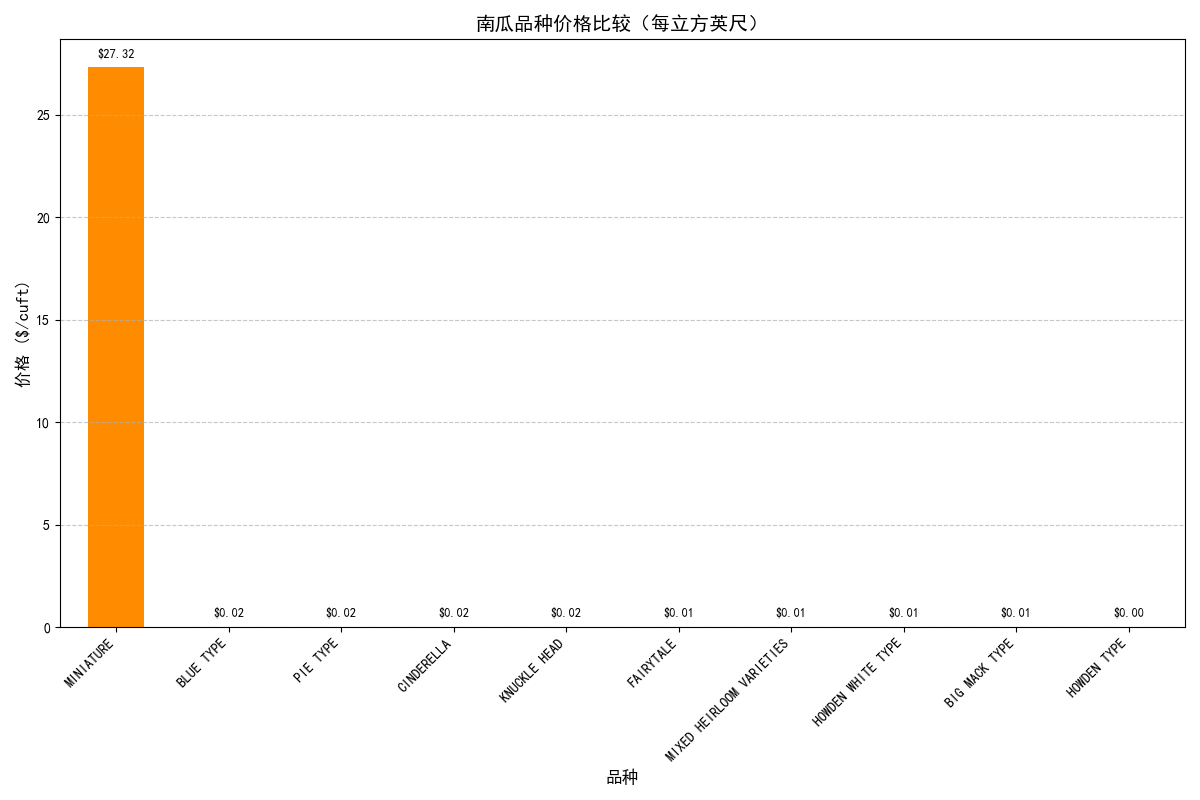 南瓜品种价格比较（每立方英尺）
价格 ($/cuft)
25
20
15
10
5
0
$27.32
$0.02
$0.02
$0.02
$0.02
$0.01
$0.01
$0.01
$0.01
$0.00
MINIATURE
BLUE TYPE
PIE TYPE
CINDERELLA
KNUCKLE HEAD
FAIRYTALE
MIXED HEIRLOOM VARIETIES
HOWDEN WHITE TYPE
BIG MACK TYPE
HOWDEN TYPE
品种